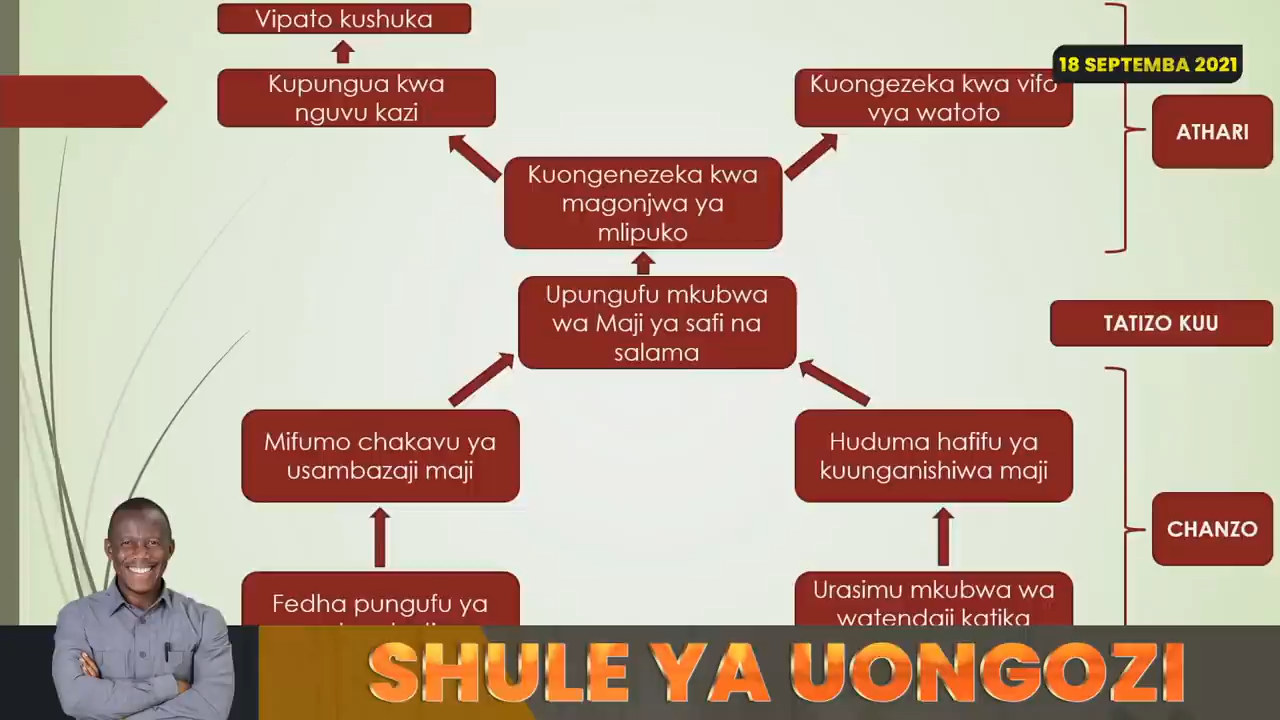 Vipato kushuka
18 SEPTEMBA 2021
Kupungua kwa
nguvu kazi
Kuongezeka kwa vifo
vya watoto
ATHARI
Kuongenezeka kwa
magonjwa ya
mlipuko
Upungufu mkubwa
wa Maji ya safi na
salama
TATIZO KUU
Mifumo chakavu ya
usambazaji maji
Huduma hafifu ya
kuunganishiwa maji
CHANZO
Fedha pungufu ya
Urasimu mkubwa wa
watendaji katika
SHULE YA UONGOZI